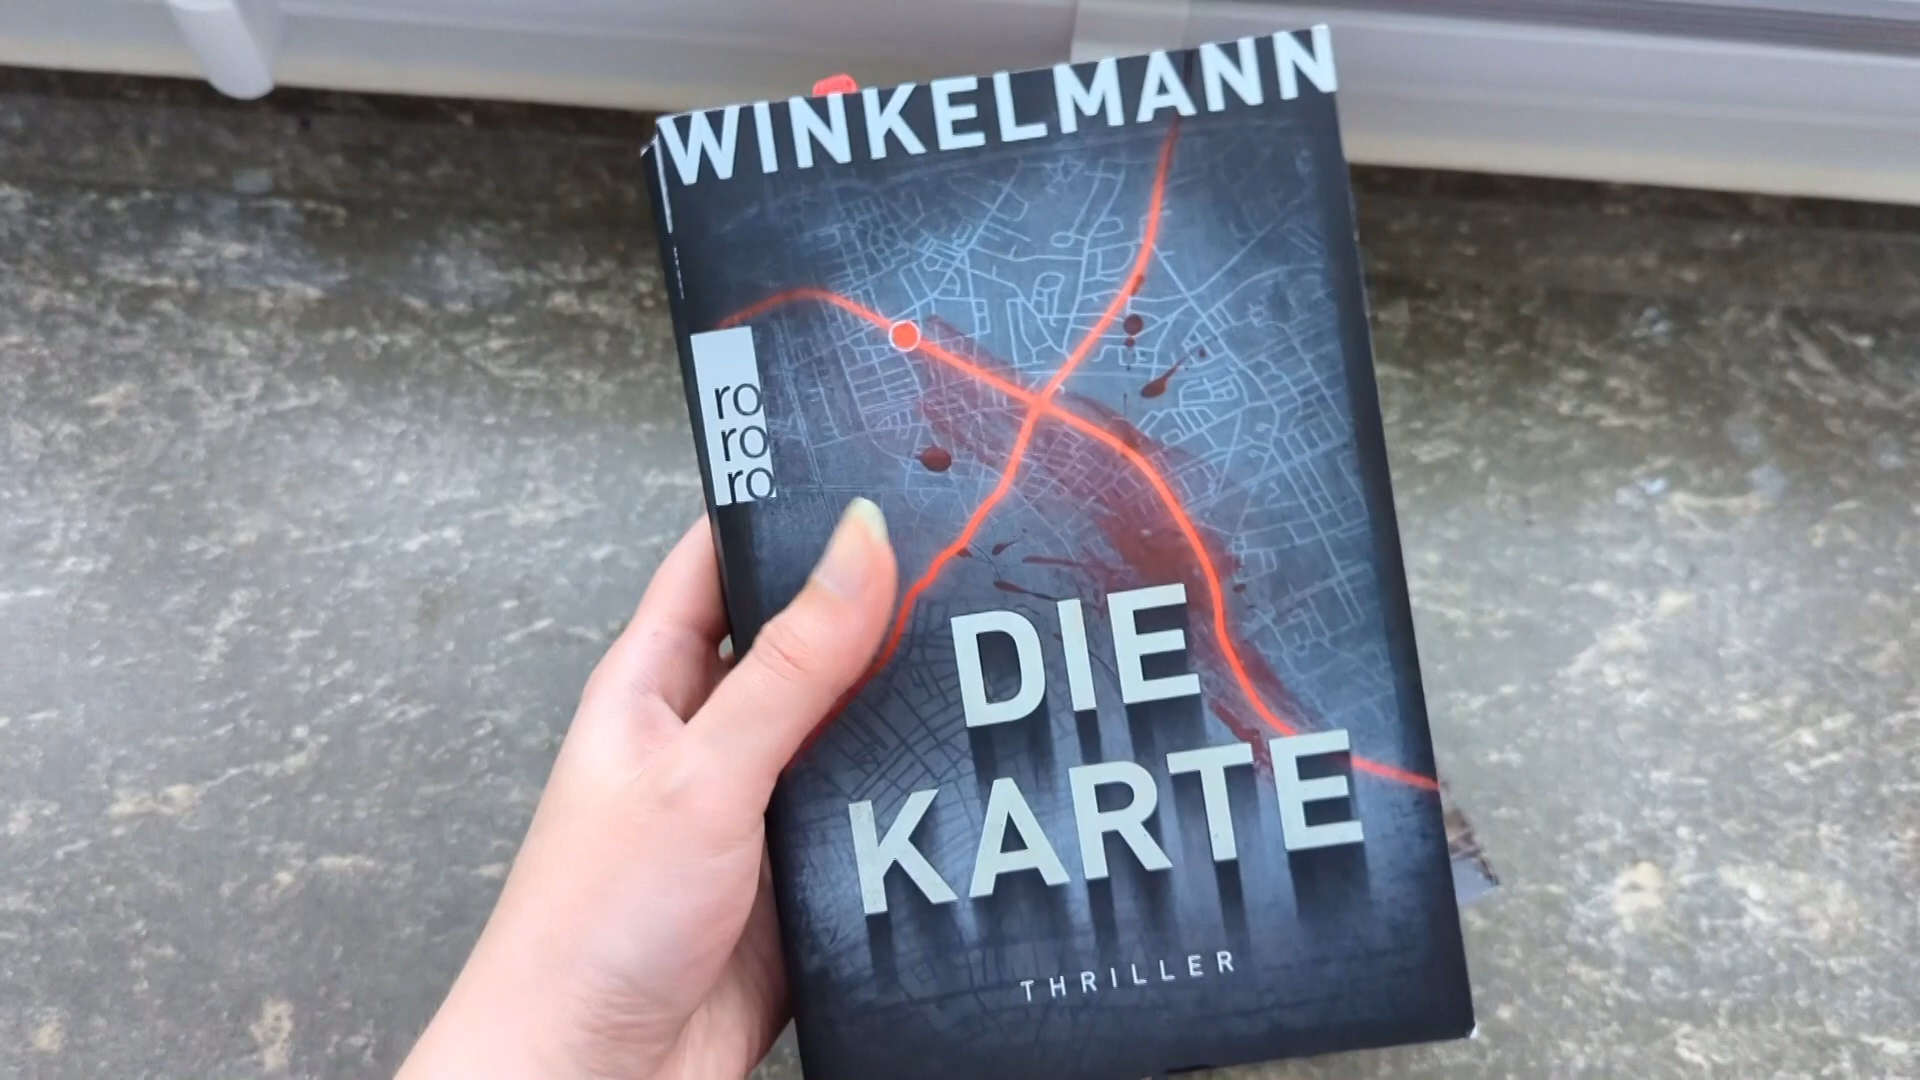 WINKELMANN
ro
ro
ro
DIE
KARTE
THRILLER